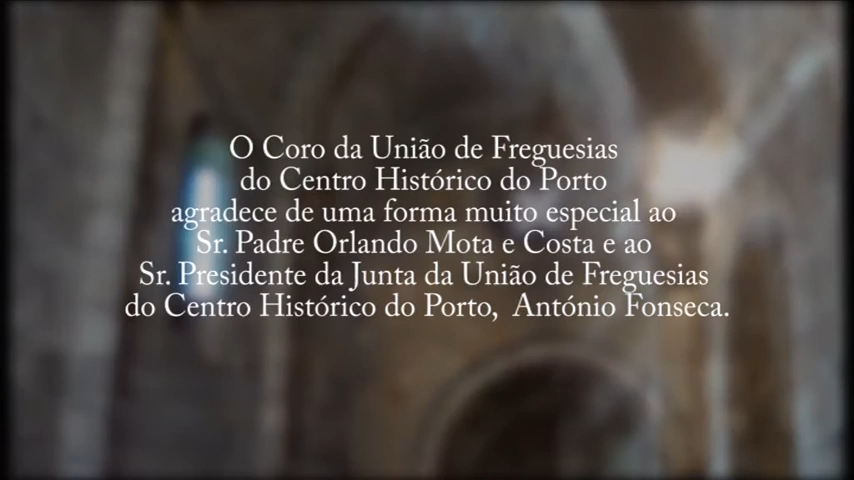 O Coro da União de Freguesias
do Centro Histórico do Porto
agradece de uma forma muito especial ao
Sr. Padre Orlando Mota e Costa e ao
Sr. Presidente da Junta da União de Freguesias
do Centro Histórico do Porto,  António Fonseca.